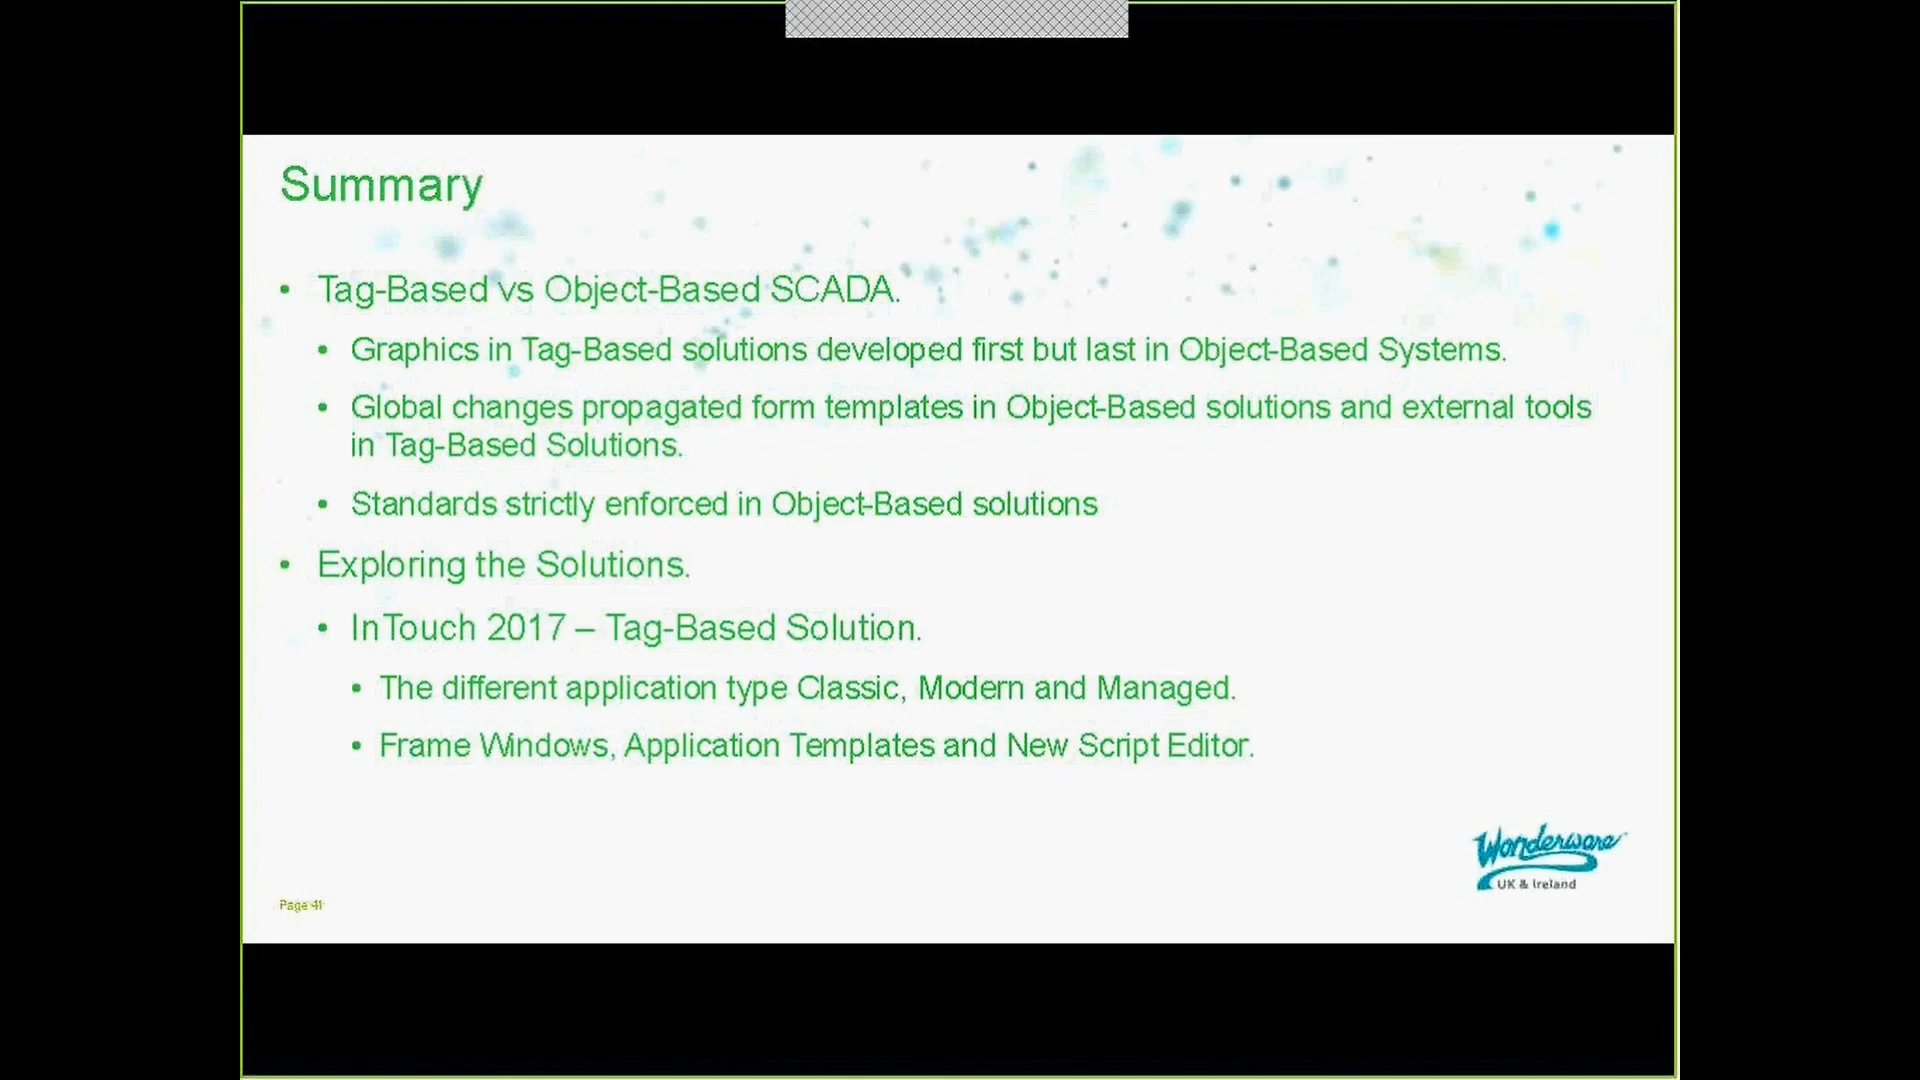 Summary
• Tag-Based vs Object-Based SCADA.
• Graphics in Tag-Based solutions developed first but last in Object-Based Systems.
• Global changes propagated form templates in Object-Based solutions and external tools
in Tag-Based Solutions.
• Standards strictly enforced in Object-Based solutions
• Exploring the Solutions.
• InTouch 2017 – Tag-Based Solution.
• The different application type Classic, Modern and Managed.
• Frame Windows, Application Templates and New Script Editor.
Wonderware
UK & Ireland
Page 41